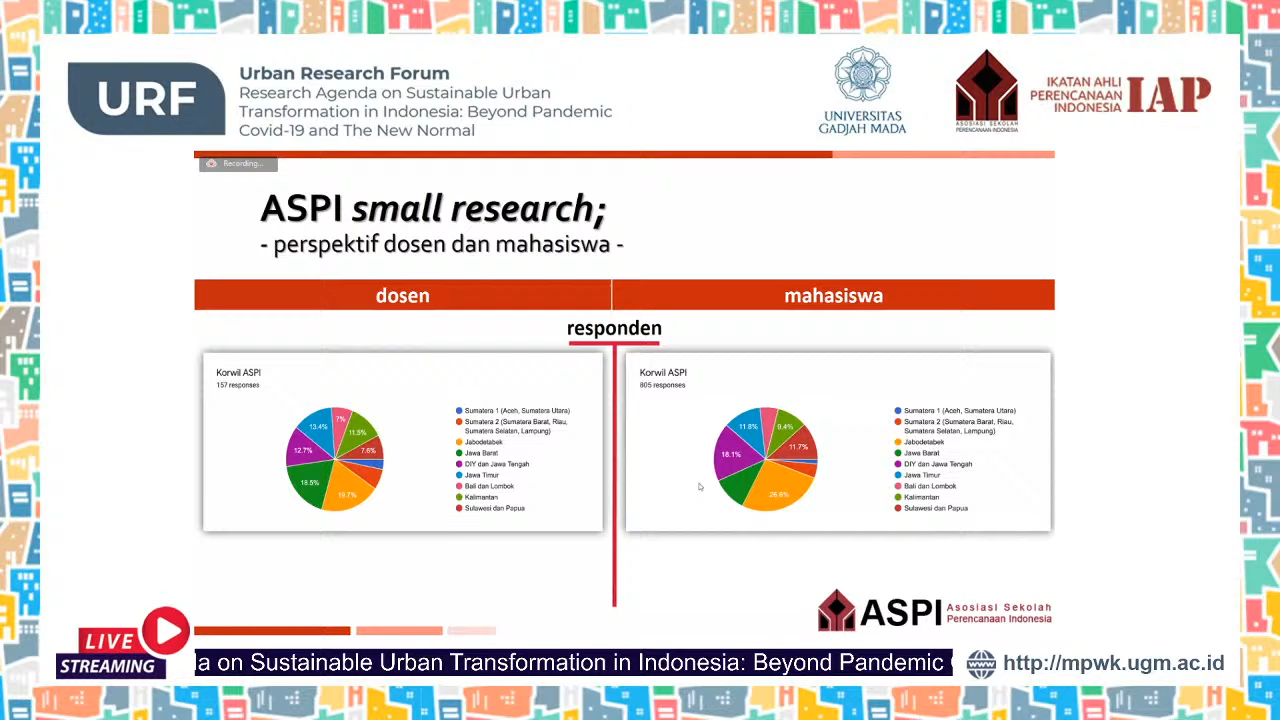 URF
Urban Research Forum
Research Agenda on Sustainable Urban
Transformation in Indonesia: Beyond Pandemic
Covid-19 and The New Normal
UNIVERSITAS
GADJAH MADA
ASOSIASI SEKOLAH
PERENCANAAN INDONESIA
IKATAN AHLI
PERENCANAAN
INDONESIA
IAP
Recording...
ASPI small research;
- perspektif dosen dan mahasiswa -
dosen
mahasiswa
responden
Korwil ASPI
157 responses
7%
13.4%
11.5%
12.7%
7.6%
18.5%
19.7%
Sumatera 1 (Aceh, Sumatera Utara)
Sumatera 2 (Sumatera Barat, Riau,
Sumatera Selatan, Lampung)
Jabodetabek
Jawa Barat
DIY dan Jawa Tengah
Jawa Timur
Bali dan Lombok
Kalimantan
Sulawesi dan Papua
Korwil ASPI
805 responses
11.8%
9.4%
11.7%
18.1%
26.6%
Sumatera 1 (Aceh, Sumatera Utara)
Sumatera 2 (Sumatera Barat, Riau,
Sumatera Selatan, Lampung)
Jabodetabek
Jawa Barat
DIY dan Jawa Tengah
Jawa Timur
Bali dan Lombok
Kalimantan
Sulawesi dan Papua
ASPI
Asosiasi Sekolah
Perencanaan Indonesia
LIVE
STREAMING
da on Sustainable Urban Transformation in Indonesia: Beyond Pandemic
http://mpwk.ugm.ac.id